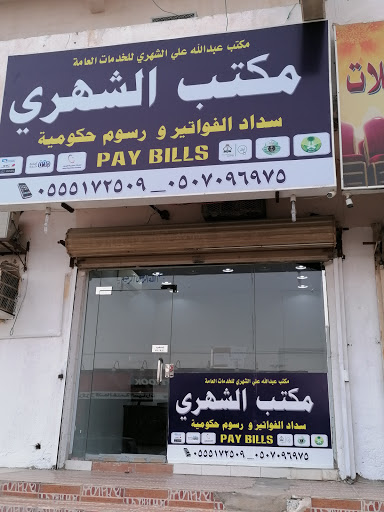 مكتب عبدالله علي الشهري للخدمات العامة
مكتب الشهري
سداد الفواتير و رسوم حكومية
PAY BILLS
٠٥٥٥١٧٢٥٠٩ _ ٠٥٠٧٠٩٦٩٧٥
لات
مكتب عبدالله علي الشهري للخدمات العامة
مكتب الشهري
سداد الفواتير و رسوم حكومية
PAY BILLS
٠٥٥٥١٧٢٥٠٩ _ ٠٥٠٧٠٩٦٩٧٥